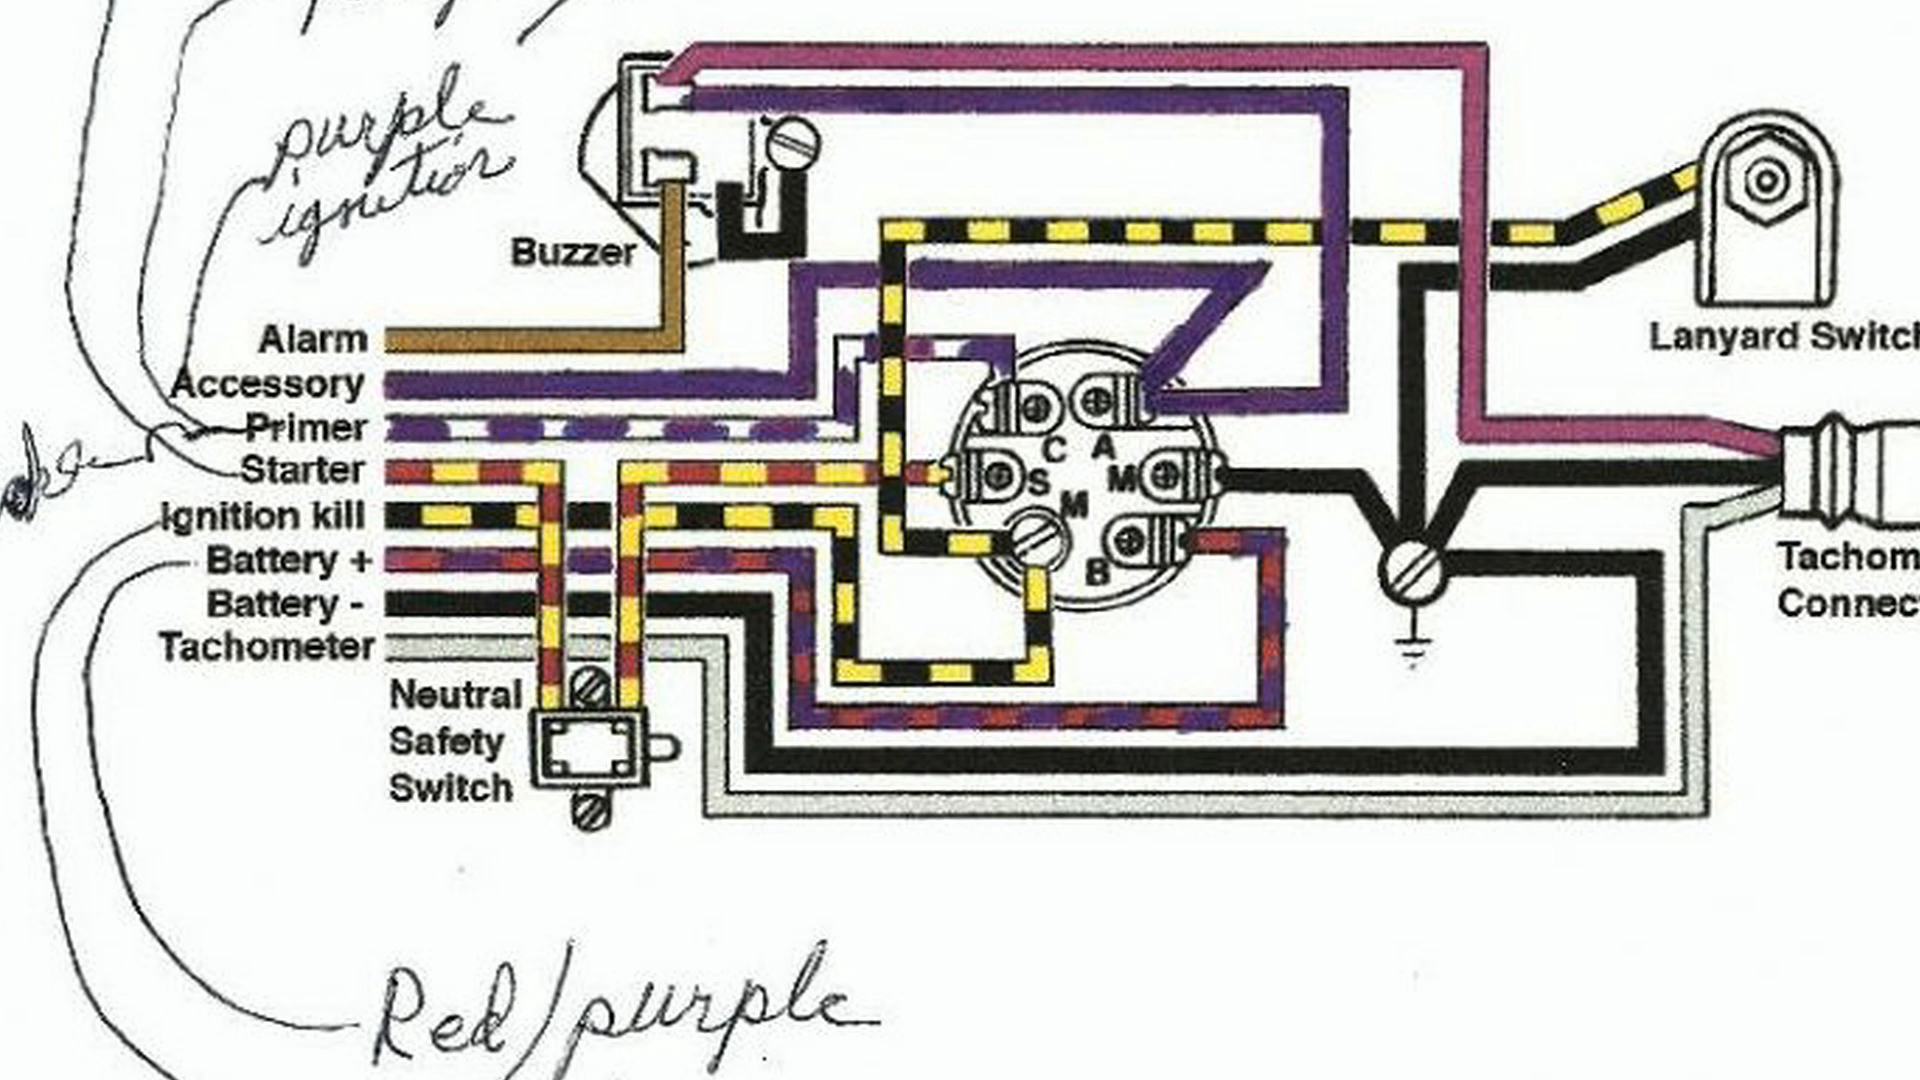 purple
ignition
Buzzer
Alarm
Accessory
Primer
Starter
Ignition kill
Battery +
Battery -
Tachometer
Neutral
Safety
Switch
C
A
S
M
M
B
Lanyard Switch
Tachom
Connec
Red/purple